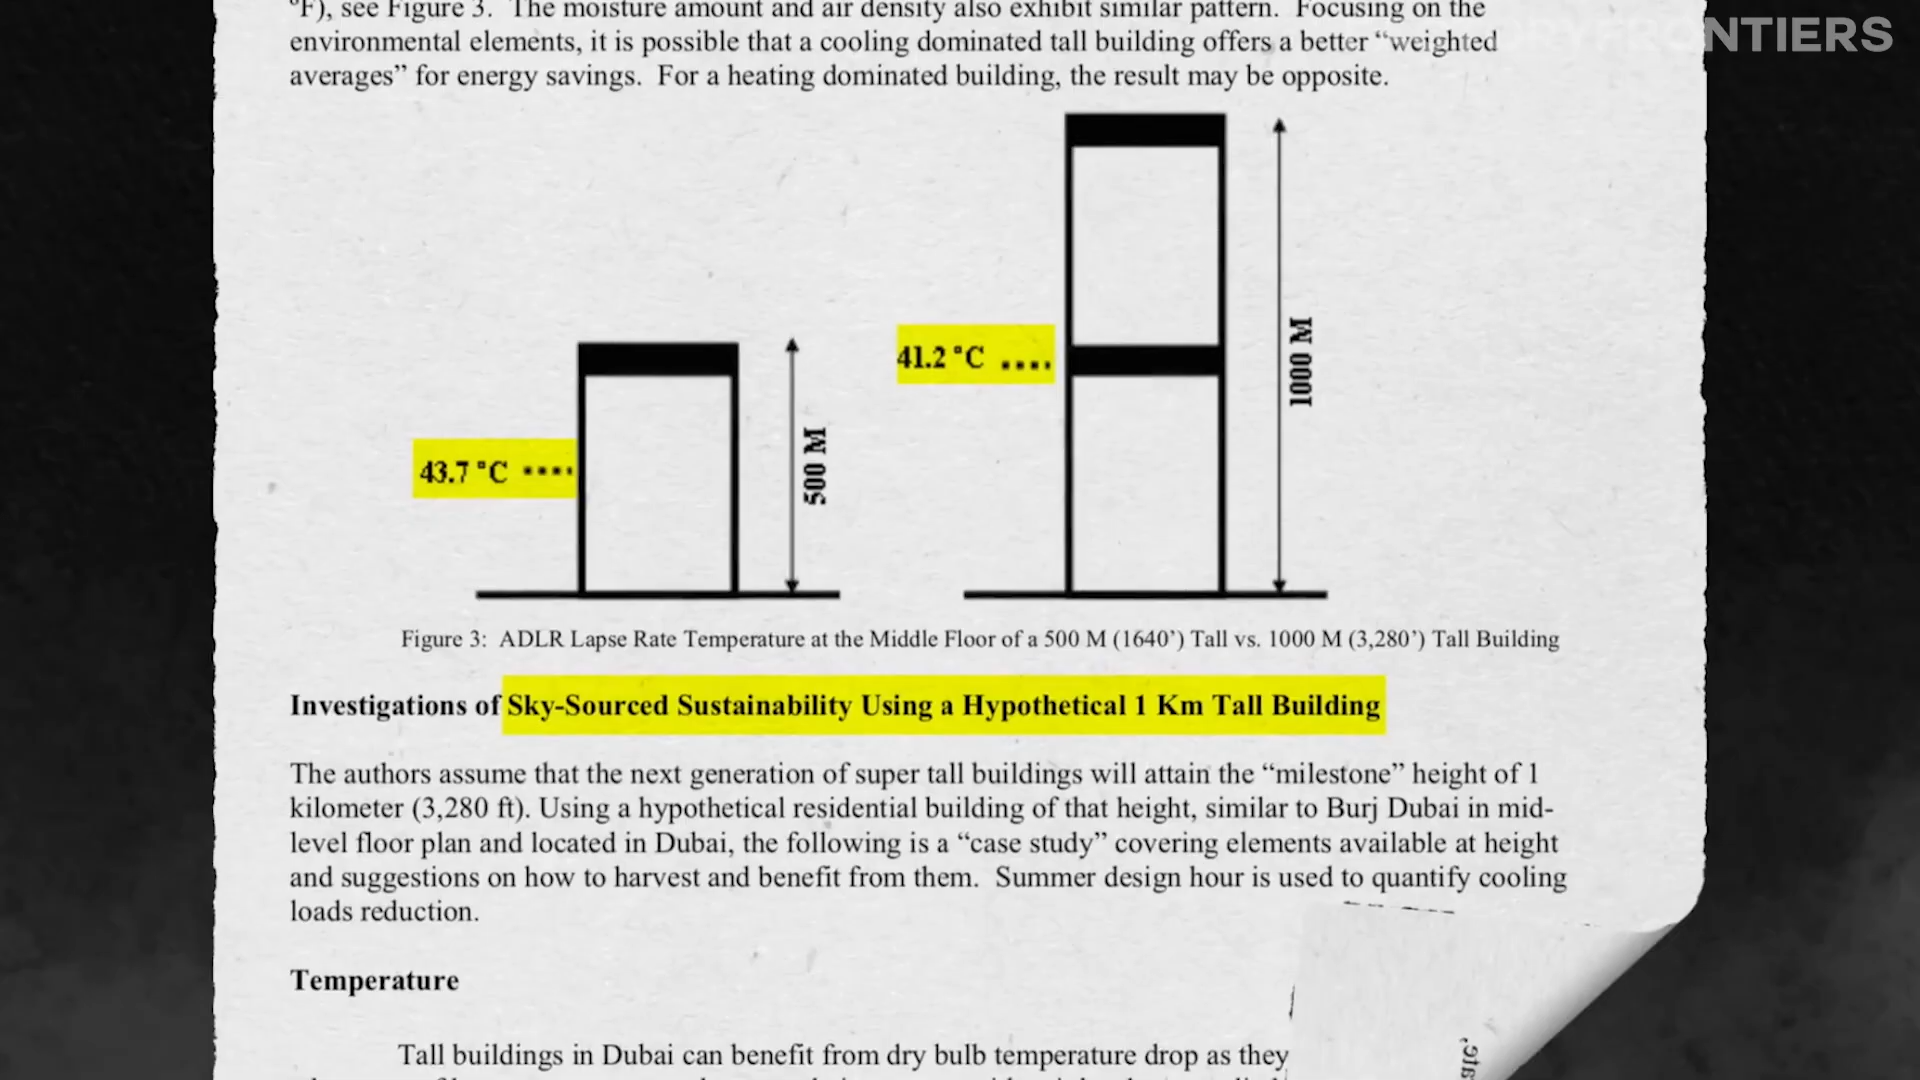 °F), see Figure 3. The moisture amount and air density also exhibit similar pattern. Focusing on the
NTIERS
environmental elements, it is possible that a cooling dominated tall building offers a better “weighted
averages” for energy savings. For a heating dominated building, the result may be opposite.
41.2 °C ....
1000 M
43.7 °C ....
500 M
Figure 3: ADLR Lapse Rate Temperature at the Middle Floor of a 500 M (1640’) Tall vs. 1000 M (3,280’) Tall Building
Investigations of Sky-Sourced Sustainability Using a Hypothetical 1 Km Tall Building
The authors assume that the next generation of super tall buildings will attain the “milestone” height of 1
kilometer (3,280 ft). Using a hypothetical residential building of that height, similar to Burj Dubai in mid-
level floor plan and located in Dubai, the following is a “case study” covering elements available at height
and suggestions on how to harvest and benefit from them. Summer design hour is used to quantify cooling
loads reduction.
Temperature
Tall buildings in Dubai can benefit from dry bulb temperature drop as they